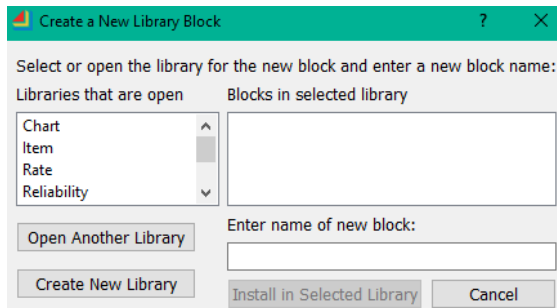 Create a New Library Block ? ×
Select or open the library for the new block and enter a new block name:
Libraries that are open
Blocks in selected library
Chart
Item
Rate
Reliability
Open Another Library
Create New Library
Enter name of new block:
Install in Selected Library
Cancel